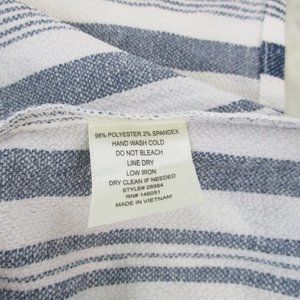 98% POLYESTER 2% SPANDEX
HAND WASH COLD
DO NOT BLEACH
LINE DRY
LOW IRON
DRY CLEAN IF NEEDED
STYLE# 28984
RN# 146051
MADE IN VIETNAM